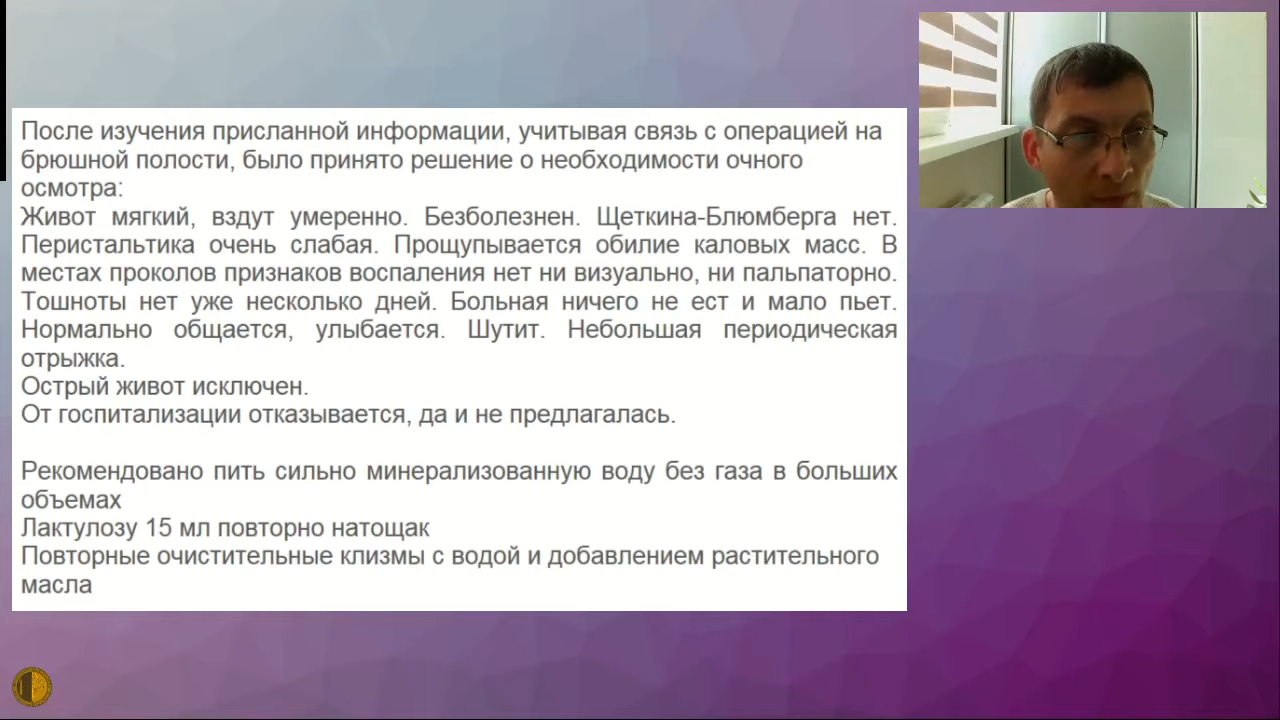 После изучения присланной информации, учитывая связь с операцией на
брюшной полости, было принято решение о необходимости очного
осмотра:
Живот мягкий, вздут умеренно. Безболезнен. Щеткина-Блюмберга нет.
Перистальтика очень слабая. Прощупывается обилие каловых масс. В
местах проколов признаков воспаления нет ни визуально, ни пальпаторно.
Тошноты нет уже несколько дней. Больная ничего не ест и мало пьет.
Нормально общается, улыбается. Шутит. Небольшая периодическая
отрыжка.
Острый живот исключен.
От госпитализации отказывается, да и не предлагалась.
Рекомендовано пить сильно минерализованную воду без газа в больших
объемах
Лактулозу 15 мл повторно натощак
Повторные очистительные клизмы с водой и добавлением растительного
масла